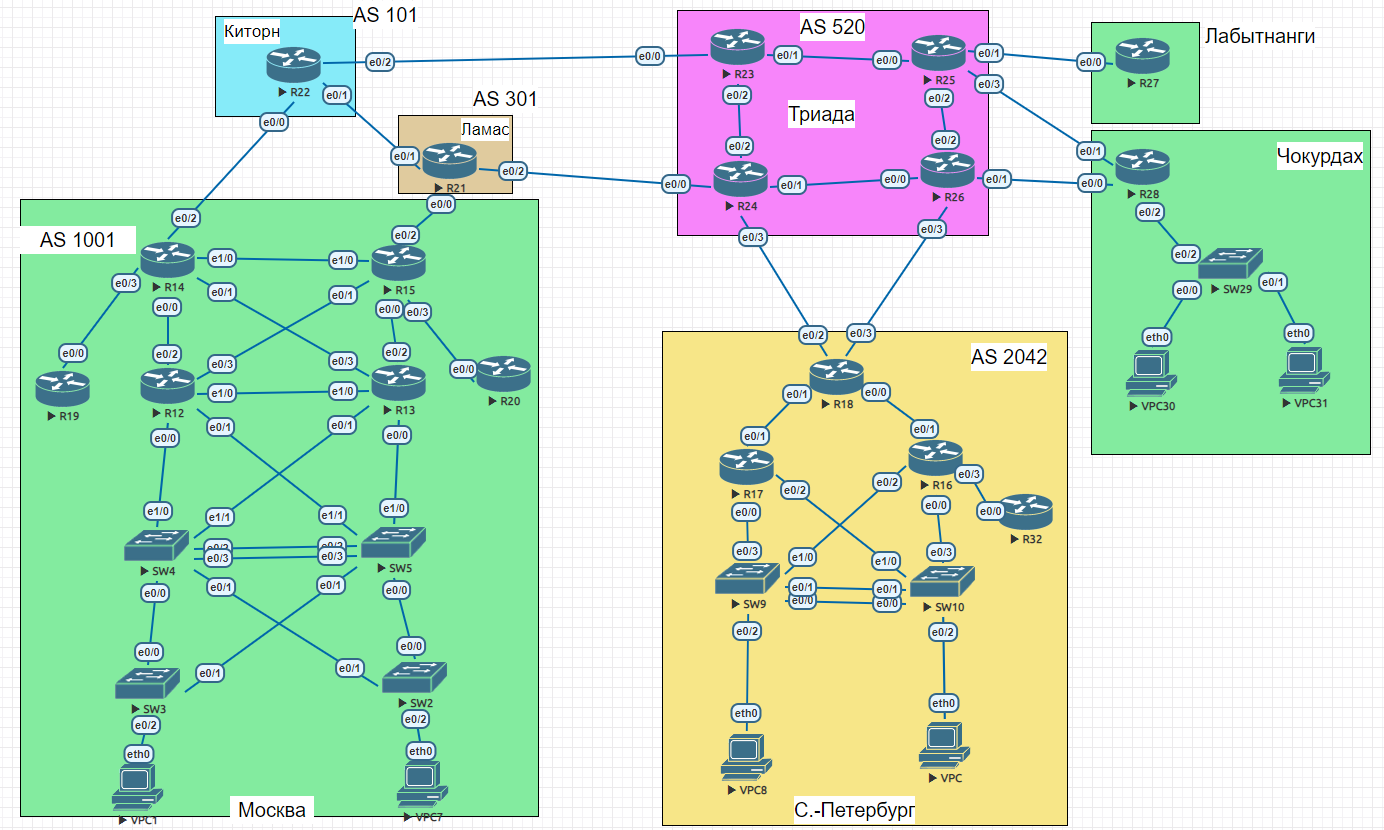 AS 101
Киторн
R22
e0/2
e0/1
e0/0
AS 301
Ламас
e0/1
R21
e0/2
e0/0
AS 520
Триада
e0/0
R23
e0/1
e0/2
e0/0
R25
e0/1
e0/3
e0/2
e0/2
R24
e0/0
e0/1
e0/3
e0/2
R26
e0/0
e0/1
e0/3
Лабытнанги
e0/0
R27
Чокурдах
e0/1
e0/0
R28
e0/2
e0/2
SW29
e0/0
e0/1
eth0
VPC30
eth0
VPC31
AS 1001
e0/2
R14
e1/0
e0/3
e0/0
e0/1
e0/2
R15
e1/0
e0/1
e0/0
e0/3
e0/0
R19
e0/2
R12
e0/3
e1/0
e0/0
e0/1
e0/3
e0/2
R13
e1/0
e0/1
e0/0
e0/0
R20
e1/0
e1/1
SW4
e0/3
e0/0
e0/1
e1/1
e1/0
SW5
e0/3
e0/1
e0/0
e0/0
e0/1
SW3
e0/2
eth0
VPC1
e0/1
e0/0
SW2
e0/2
eth0
VPC7
Москва
AS 2042
e0/2
e0/3
R18
e0/1
e0/0
e0/1
R17
e0/2
e0/0
e0/1
R16
e0/2
e0/3
e0/0
e0/0
R32
e0/3
e1/0
SW9
e0/1
e0/0
e0/2
e1/0
e0/3
SW10
e0/1
e0/0
e0/2
eth0
VPC8
eth0
VPC
С.-Петербург